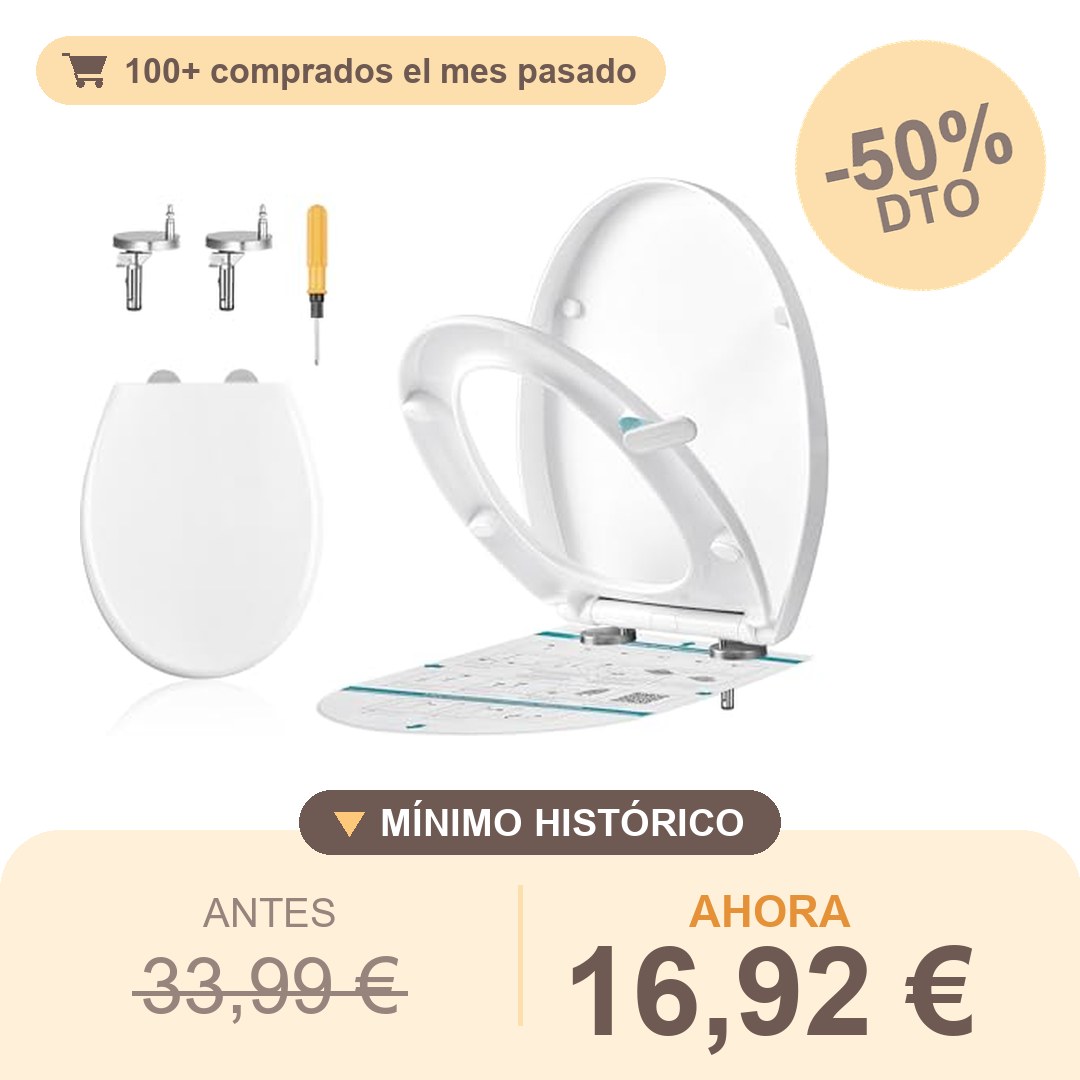 100+ comprados el mes pasado
-50%
DTO
MÍNIMO HISTÓRICO
ANTES
33,99 €
AHORA
16,92 €